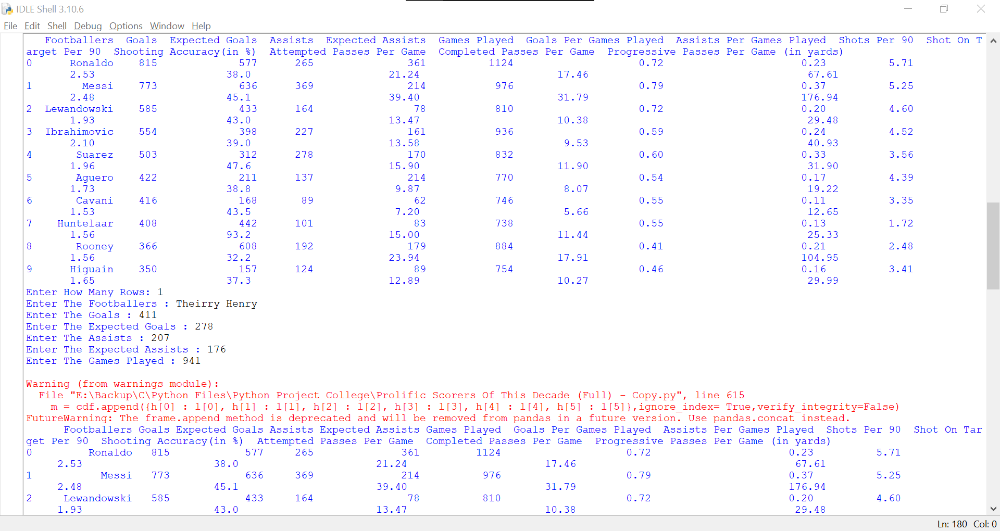 IDLE Shell 3.10.6
File Edit Shell Debug Options Window Help
Footballers Goals Expected Goals Assists Expected Assists Games Played Goals Per Games Played Assists Per Games Played Shots Per 90 Shot On T
arget Per 90 Shooting Accuracy(in %) Attempted Passes Per Game Completed Passes Per Game Progressive Passes Per Game (in yards)
0 Ronaldo 815 577 265 361 1124 0.72 0.23 5.71
2.53 38.0 21.24 17.46 67.61
1 Messi 773 636 369 214 976 0.79 0.37 5.25
2.48 45.1 39.40 31.79 176.94
2 Lewandowski 585 433 164 78 810 0.72 0.20 4.60
1.93 43.0 13.47 10.38 29.48
3 Ibrahimovic 554 398 227 161 936 0.59 0.24 4.52
2.10 39.0 13.58 9.53 40.93
4 Suarez 503 312 278 170 832 0.60 0.33 3.56
1.96 47.6 15.90 11.90 31.90
5 Aguero 422 211 137 214 770 0.54 0.17 4.39
1.73 38.8 9.87 8.07 19.22
6 Cavani 416 168 89 62 746 0.55 0.11 3.35
1.53 43.5 7.20 5.66 12.65
7 Huntelaar 408 442 101 83 738 0.55 0.13 1.72
1.56 93.2 15.00 11.44 25.33
8 Rooney 366 608 192 179 884 0.41 0.21 2.48
1.56 32.2 23.94 17.91 104.95
9 Higuain 350 157 124 89 754 0.46 0.16 3.41
1.65 37.3 12.89 10.27 29.99
Enter How Many Rows: 1
Enter The Footballers : Theirry Henry
Enter The Goals : 411
Enter The Expected Goals : 278
Enter The Assists : 207
Enter The Expected Assists : 176
Enter The Games Played : 941
Warning (from warnings module):
File "E:\Backup\C\Python Files\Python Project College\Prolific Scorers Of This Decade (Full) - Copy.py", line 615
m = cdf.append({h[0] : l[0], h[1] : l[1], h[2] : l[2], h[3] : l[3], h[4] : l[4], h[5] : l[5]},ignore_index= True,verify_integrity=False)
FutureWarning: The frame.append method is deprecated and will be removed from pandas in a future version. Use pandas.concat instead.
Footballers Goals Expected Goals Assists Expected Assists Games Played Goals Per Games Played Assists Per Games Played Shots Per 90 Shot On Tar
get Per 90 Shooting Accuracy(in %) Attempted Passes Per Game Completed Passes Per Game Progressive Passes Per Game (in yards)
0 Ronaldo 815 577 265 361 1124 0.72 0.23 5.71
2.53 38.0 21.24 17.46 67.61
1 Messi 773 636 369 214 976 0.79 0.37 5.25
2.48 45.1 39.40 31.79 176.94
2 Lewandowski 585 433 164 78 810 0.72 0.20 4.60
1.93 43.0 13.47 10.38 29.48
Ln: 180 Col: 0